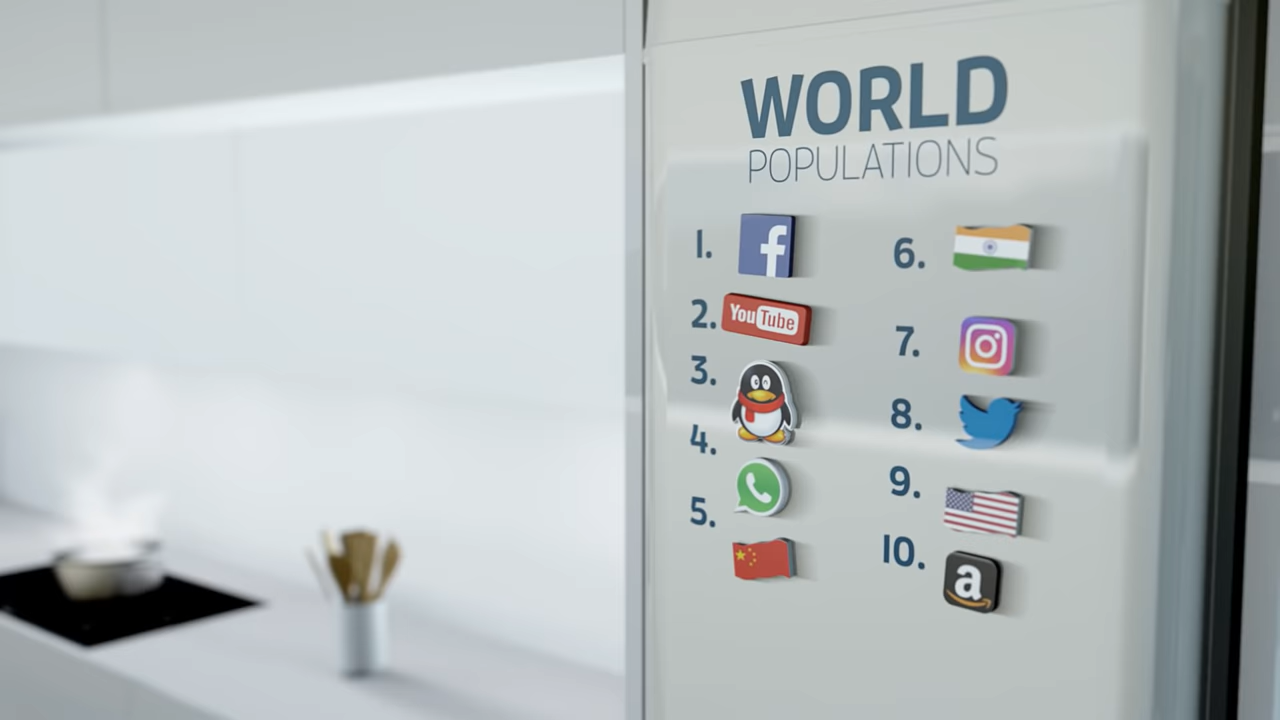 WORLD
POPULATIONS
1. f
2. YouTube
3.
4.
5.
6.
7.
8.
9.
10. a